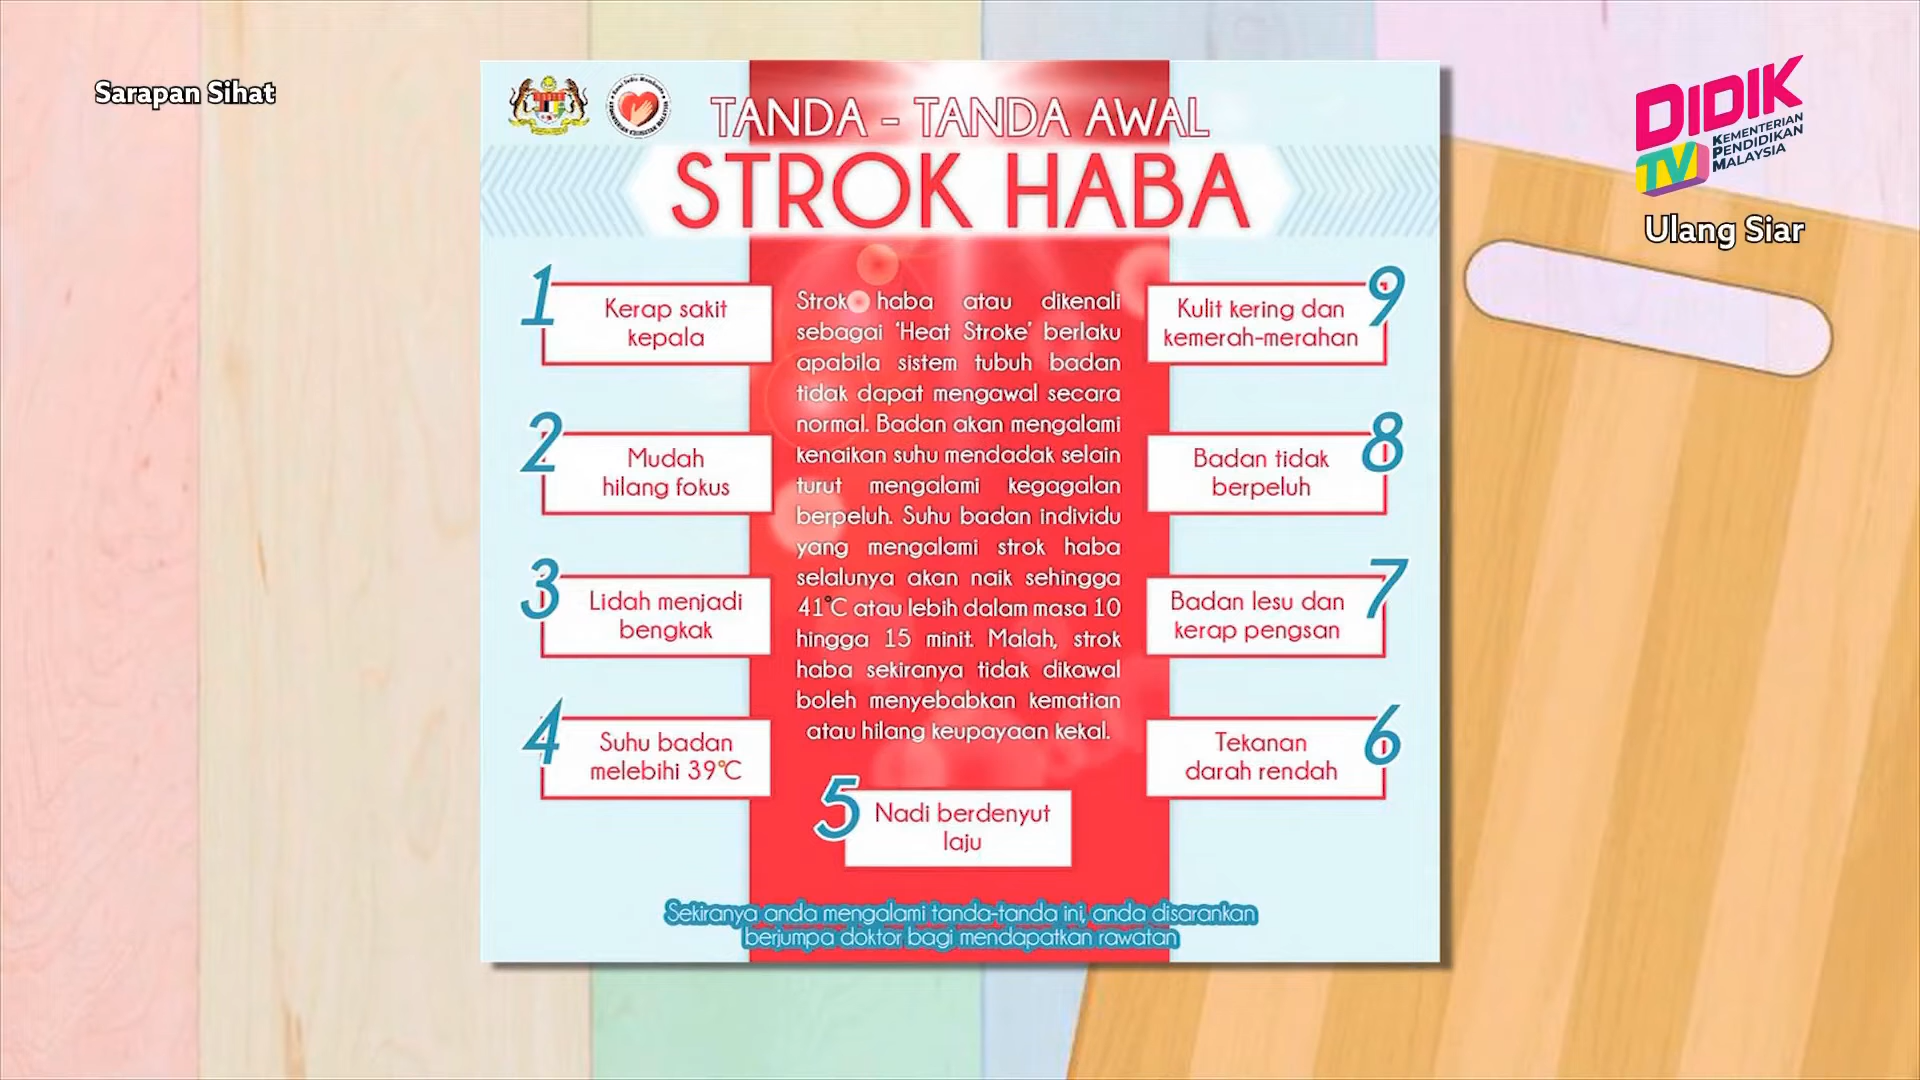 Sarapan Sihat
DIDIK
TV
KEMENTERIAN
PENDIDIKAN
MALAYSIA
Ulang Siar
TANDA - TANDA AWAL
STROK HABA
1
Kerap sakit
kepala
2
Mudah
hilang fokus
3
Lidah menjadi
bengkak
4
Suhu badan
melebihi 39°C
Strok haba atau dikenali
sebagai 'Heat Stroke' berlaku
apabila sistem tubuh badan
tidak dapat mengawal secara
normal. Badan akan mengalami
kenaikan suhu mendadak selain
turut mengalami kegagalan
berpeluh. Suhu badan individu
yang mengalami strok haba
selalunya akan naik sehingga
41°C atau lebih dalam masa 10
hingga 15 minit. Malah, strok
haba sekiranya tidak dikawal
boleh menyebabkan kematian
atau hilang keupayaan kekal.
5
Nadi berdenyut
laju
9
Kulit kering dan
kemerah-merahan
8
Badan tidak
berpeluh
7
Badan lesu dan
kerap pengsan
6
Tekanan
darah rendah
Sekiranya anda mengalami tanda-tanda ini, anda disarankan
berjumpa doktor bagi mendapatkan rawatan